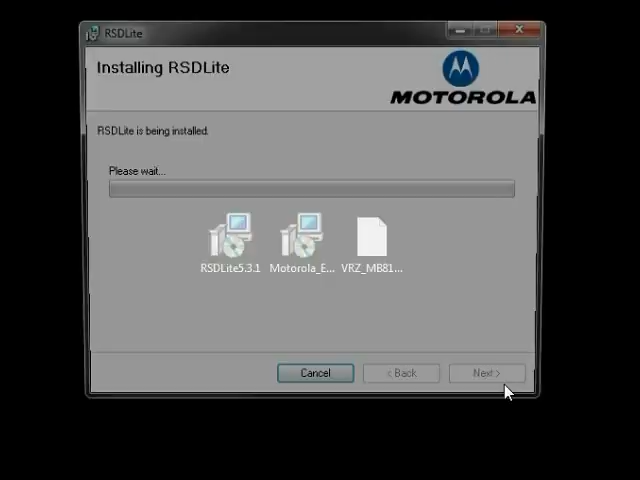 RSDLite
Installing RSDLite
MOTOROLA
RSDLite is being installed.
Please wait...
RSDLite5.3.1 Motorola_E... VRZ_MB81...
Cancel < Back Next >